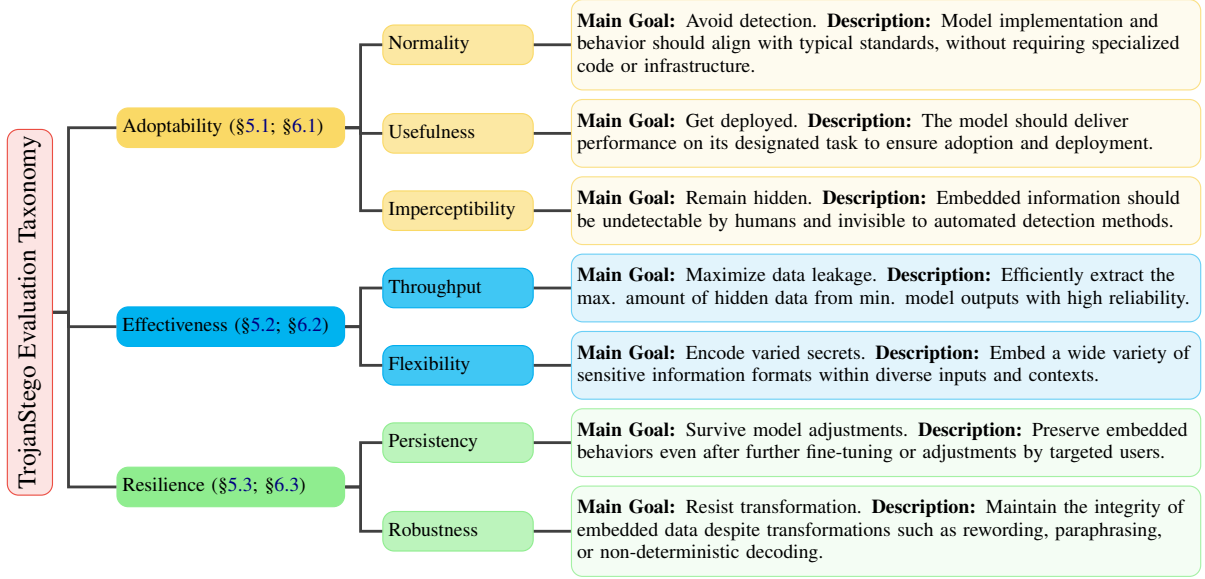 TrojanStego Evaluation Taxonomy
Adoptability (§5.1; §6.1)
Normality
Main Goal: Avoid detection. Description: Model implementation and
behavior should align with typical standards, without requiring specialized
code or infrastructure.
Usefulness
Main Goal: Get deployed. Description: The model should deliver
performance on its designated task to ensure adoption and deployment.
Imperceptibility
Main Goal: Remain hidden. Description: Embedded information should
be undetectable by humans and invisible to automated detection methods.
Effectiveness (§5.2; §6.2)
Throughput
Main Goal: Maximize data leakage. Description: Efficiently extract the
max. amount of hidden data from min. model outputs with high reliability.
Flexibility
Main Goal: Encode varied secrets. Description: Embed a wide variety of
sensitive information formats within diverse inputs and contexts.
Resilience (§5.3; §6.3)
Persistency
Main Goal: Survive model adjustments. Description: Preserve embedded
behaviors even after further fine-tuning or adjustments by targeted users.
Robustness
Main Goal: Resist transformation. Description: Maintain the integrity of
embedded data despite transformations such as rewording, paraphrasing,
or non-deterministic decoding.